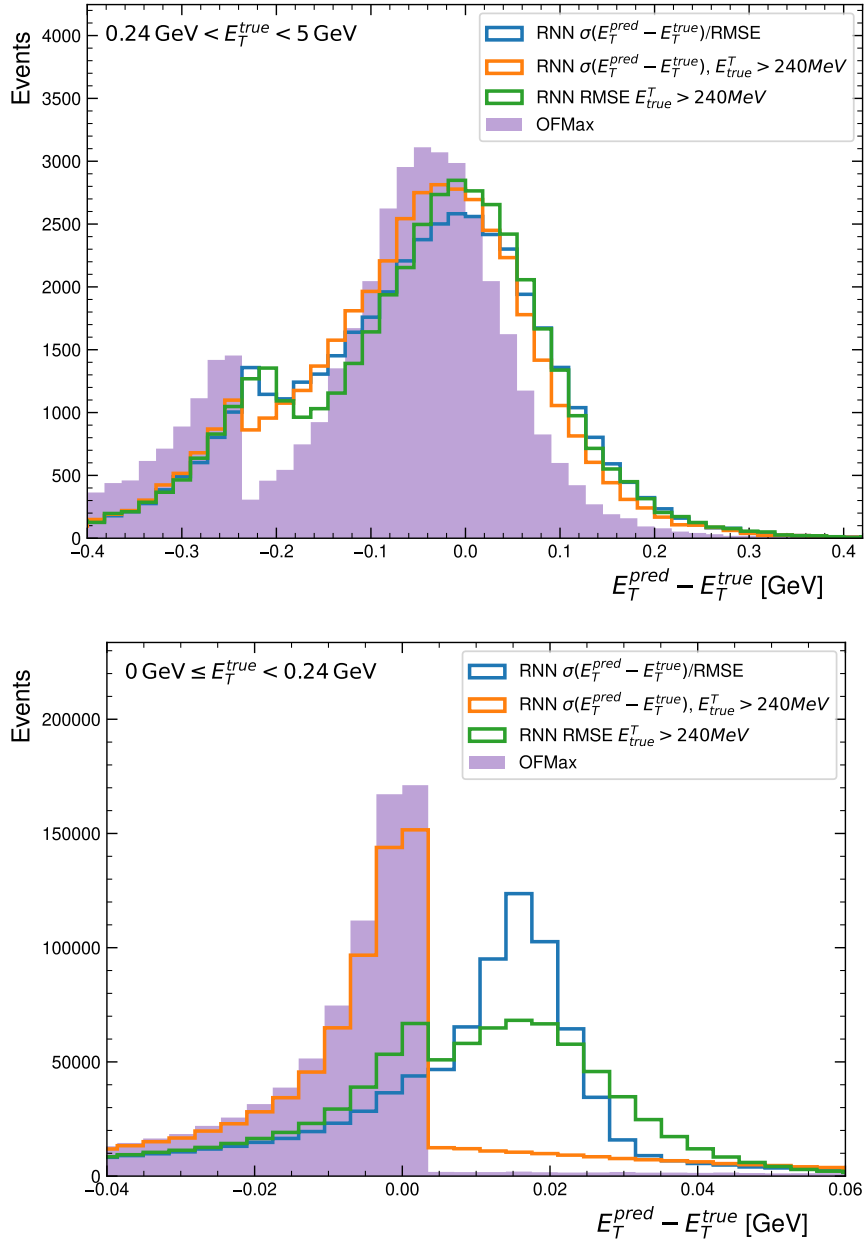 0.24 GeV < E_T^true < 5 GeV
RNN σ(E_T^pred − E_T^true)/RMSE
RNN σ(E_T^pred − E_T^true), E_true^T > 240MeV
RNN RMSE E_true^T > 240MeV
OFMax
Events
4000
3500
3000
2500
2000
1500
1000
500
0
−0.4 −0.3 −0.2 −0.1 0.0 0.1 0.2 0.3 0.4
E_T^pred − E_T^true [GeV]
0 GeV ≤ E_T^true < 0.24 GeV
RNN σ(E_T^pred − E_T^true)/RMSE
RNN σ(E_T^pred − E_T^true), E_true^T > 240MeV
RNN RMSE E_true^T > 240MeV
OFMax
Events
200000
150000
100000
50000
0
−0.04 −0.02 0.00 0.02 0.04 0.06
E_T^pred − E_T^true [GeV]